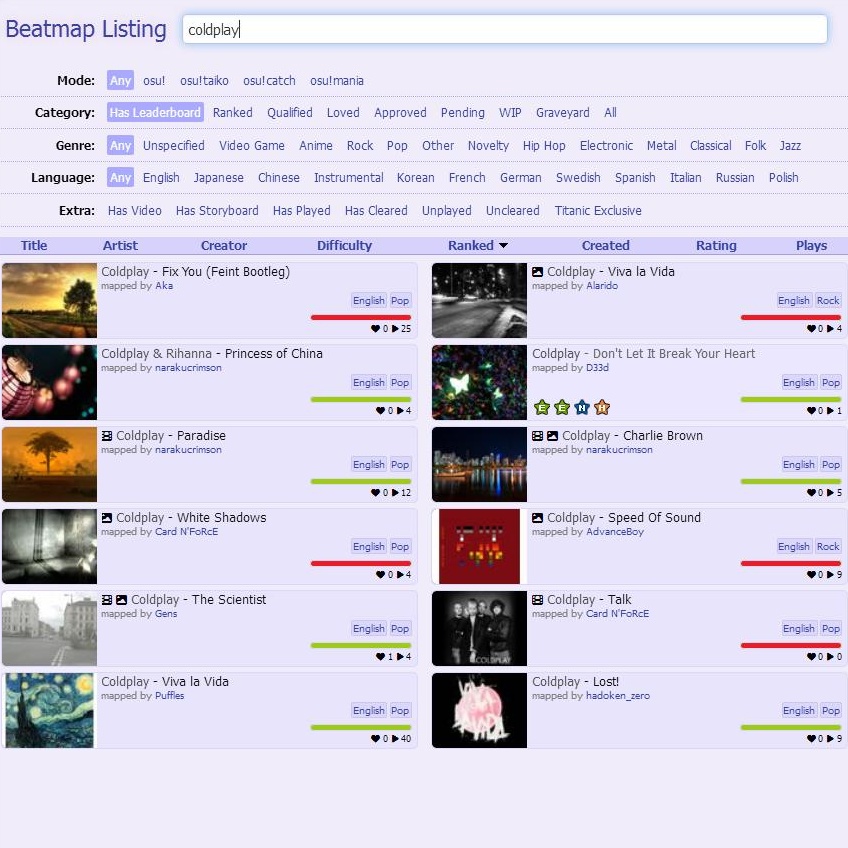 Beatmap Listing
coldplay
Mode: Any osu! osu!taiko osu!catch osu!mania
Category: Has Leaderboard Ranked Qualified Loved Approved Pending WIP Graveyard All
Genre: Any Unspecified Video Game Anime Rock Pop Other Novelty Hip Hop Electronic Metal Classical Folk Jazz
Language: Any English Japanese Chinese Instrumental Korean French German Swedish Spanish Italian Russian Polish
Extra: Has Video Has Storyboard Has Played Has Cleared Unplayed Uncleared Titanic Exclusive
Title Artist Creator Difficulty Ranked Created Rating Plays
Coldplay - Fix You (Feint Bootleg)
mapped by Aka
English Pop
0 25
Coldplay - Viva la Vida
mapped by Alarido
English Rock
0 4
Coldplay & Rihanna - Princess of China
mapped by narakucrimson
English Pop
0 4
Coldplay - Don't Let It Break Your Heart
mapped by D33d
English Pop
E E N H
0 1
Coldplay - Paradise
mapped by narakucrimson
English Pop
0 12
Coldplay - Charlie Brown
mapped by narakucrimson
English Pop
0 5
Coldplay - White Shadows
mapped by Card N'FoRcE
English Pop
0 4
Coldplay - Speed Of Sound
mapped by AdvanceBoy
English Rock
0 9
Coldplay - The Scientist
mapped by Gens
English Pop
1 4
Coldplay - Talk
mapped by Card N'FoRcE
English Pop
COLDPLAY
0 0
Coldplay - Viva la Vida
mapped by Puffles
English Pop
0 40
Coldplay - Lost!
mapped by hadoken_zero
English Pop
0 9